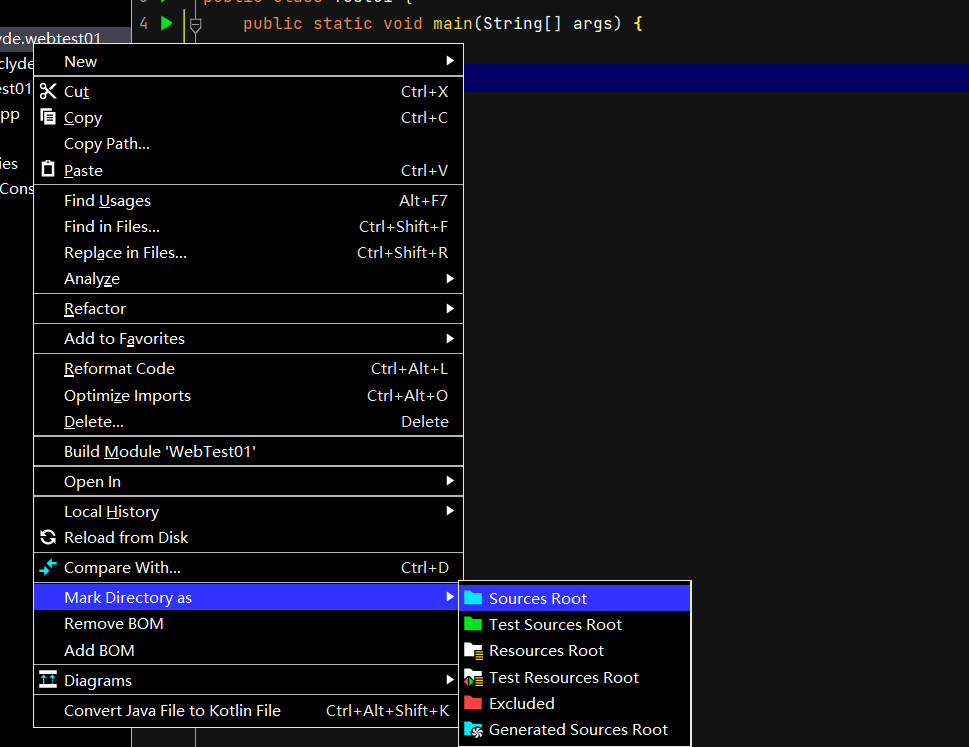 4 public static void main(String[] args) {
de.webtest01
New
clyde
Cut Ctrl+X
st01
Copy Ctrl+C
pp
Copy Path...
ies
Paste Ctrl+V
Cons
Find Usages Alt+F7
Find in Files... Ctrl+Shift+F
Replace in Files... Ctrl+Shift+R
Analyze
Refactor
Add to Favorites
Reformat Code Ctrl+Alt+L
Optimize Imports Ctrl+Alt+O
Delete... Delete
Build Module 'WebTest01'
Open In
Local History
Reload from Disk
Compare With... Ctrl+D
Mark Directory as
Remove BOM
Add BOM
Diagrams
Convert Java File to Kotlin File Ctrl+Alt+Shift+K
Sources Root
Test Sources Root
Resources Root
Test Resources Root
Excluded
Generated Sources Root